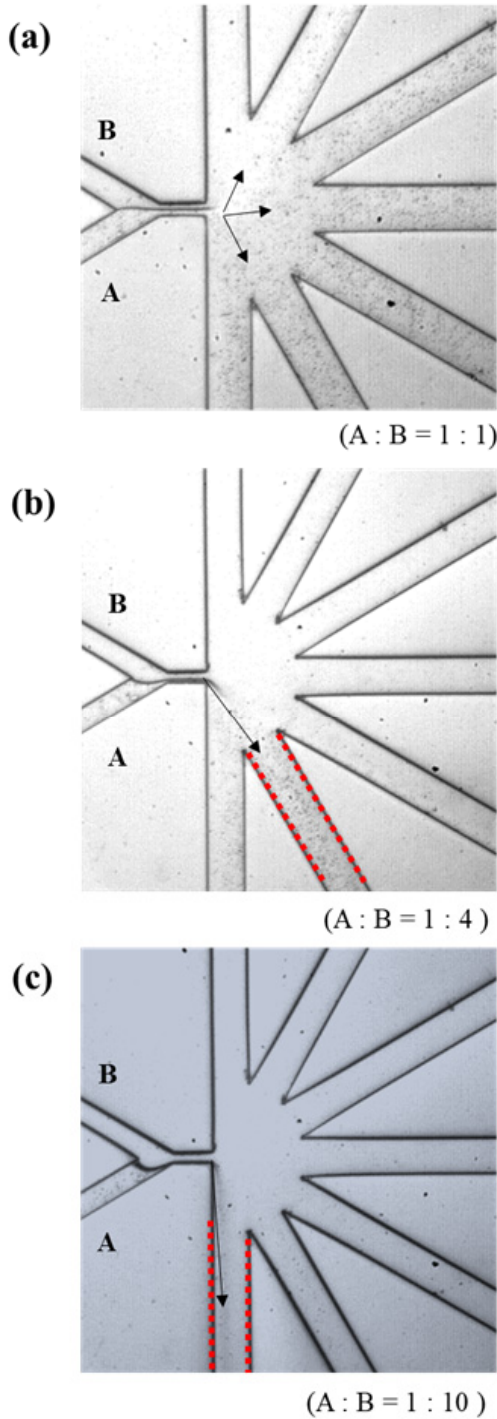 (a)
B
A
(A : B = 1 : 1)
(b)
B
A
(A : B = 1 : 4 )
(c)
B
A
(A : B = 1 : 10 )